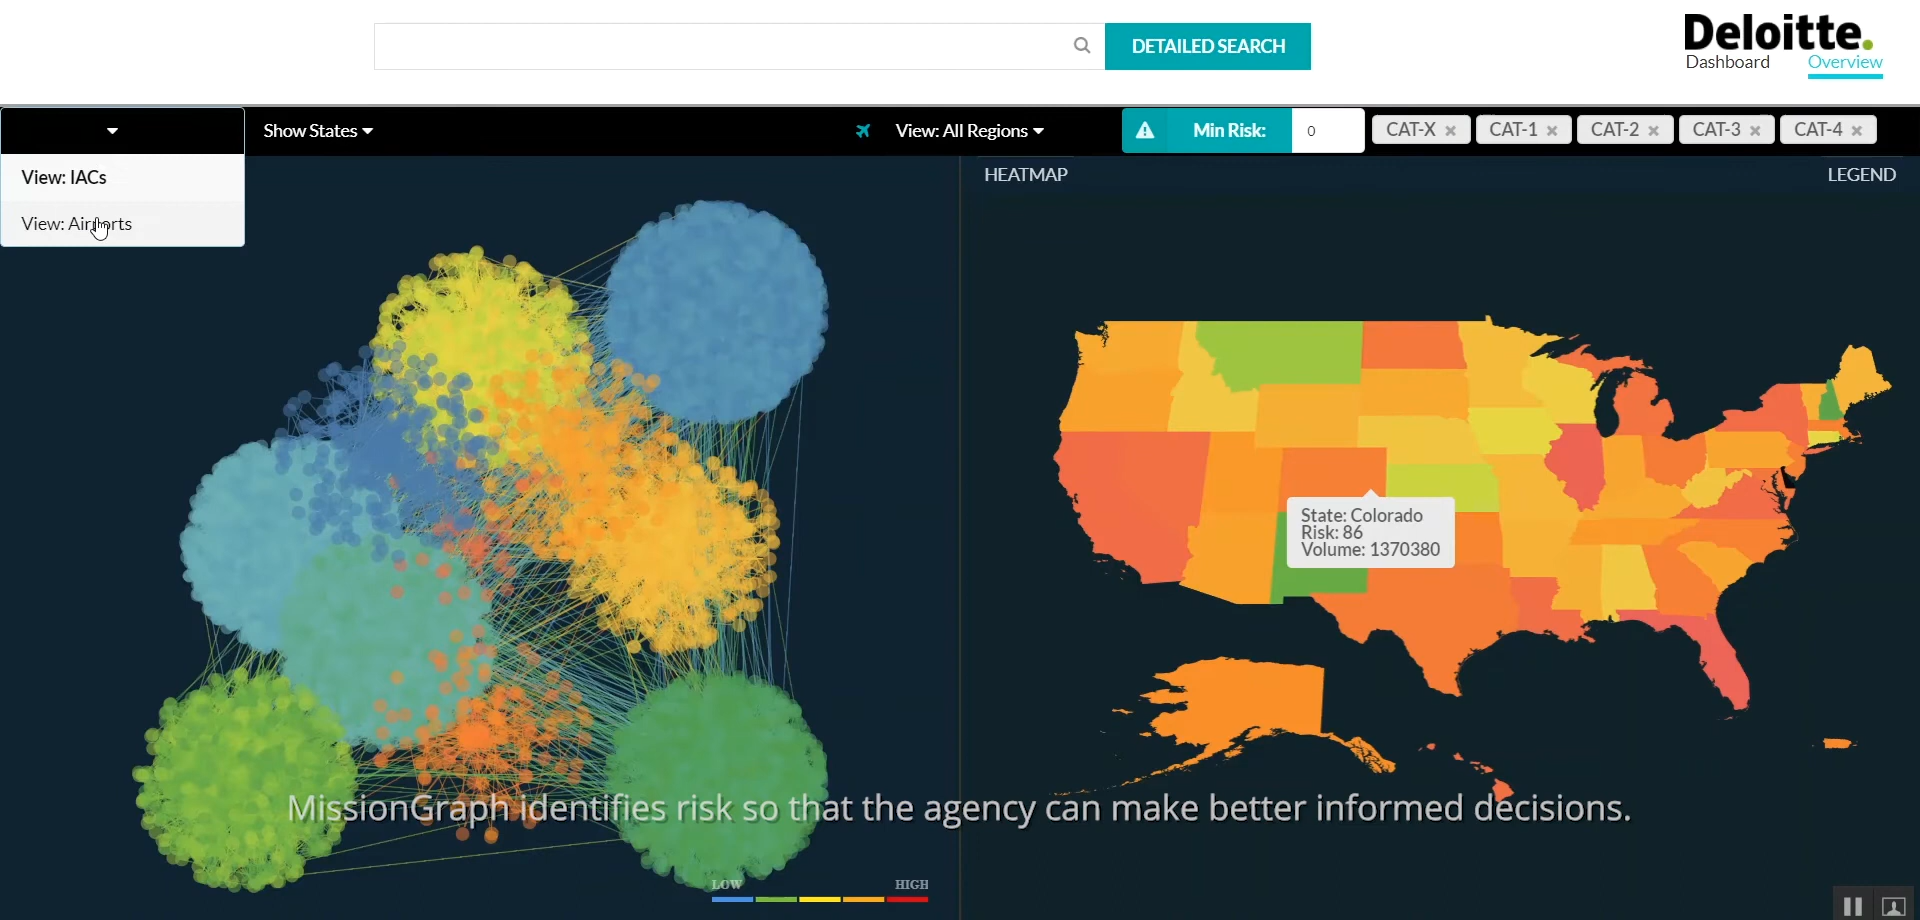 DETAILED SEARCH
Deloitte.
Dashboard
Overview
Show States
View: All Regions
Min Risk:
0
CAT-X
CAT-1
CAT-2
CAT-3
CAT-4
View: IACs
View: Airports
HEATMAP
LEGEND
State: Colorado
Risk: 86
Volume: 1370380
MissionGraph identifies risk so that the agency can make better informed decisions.
LOW
HIGH